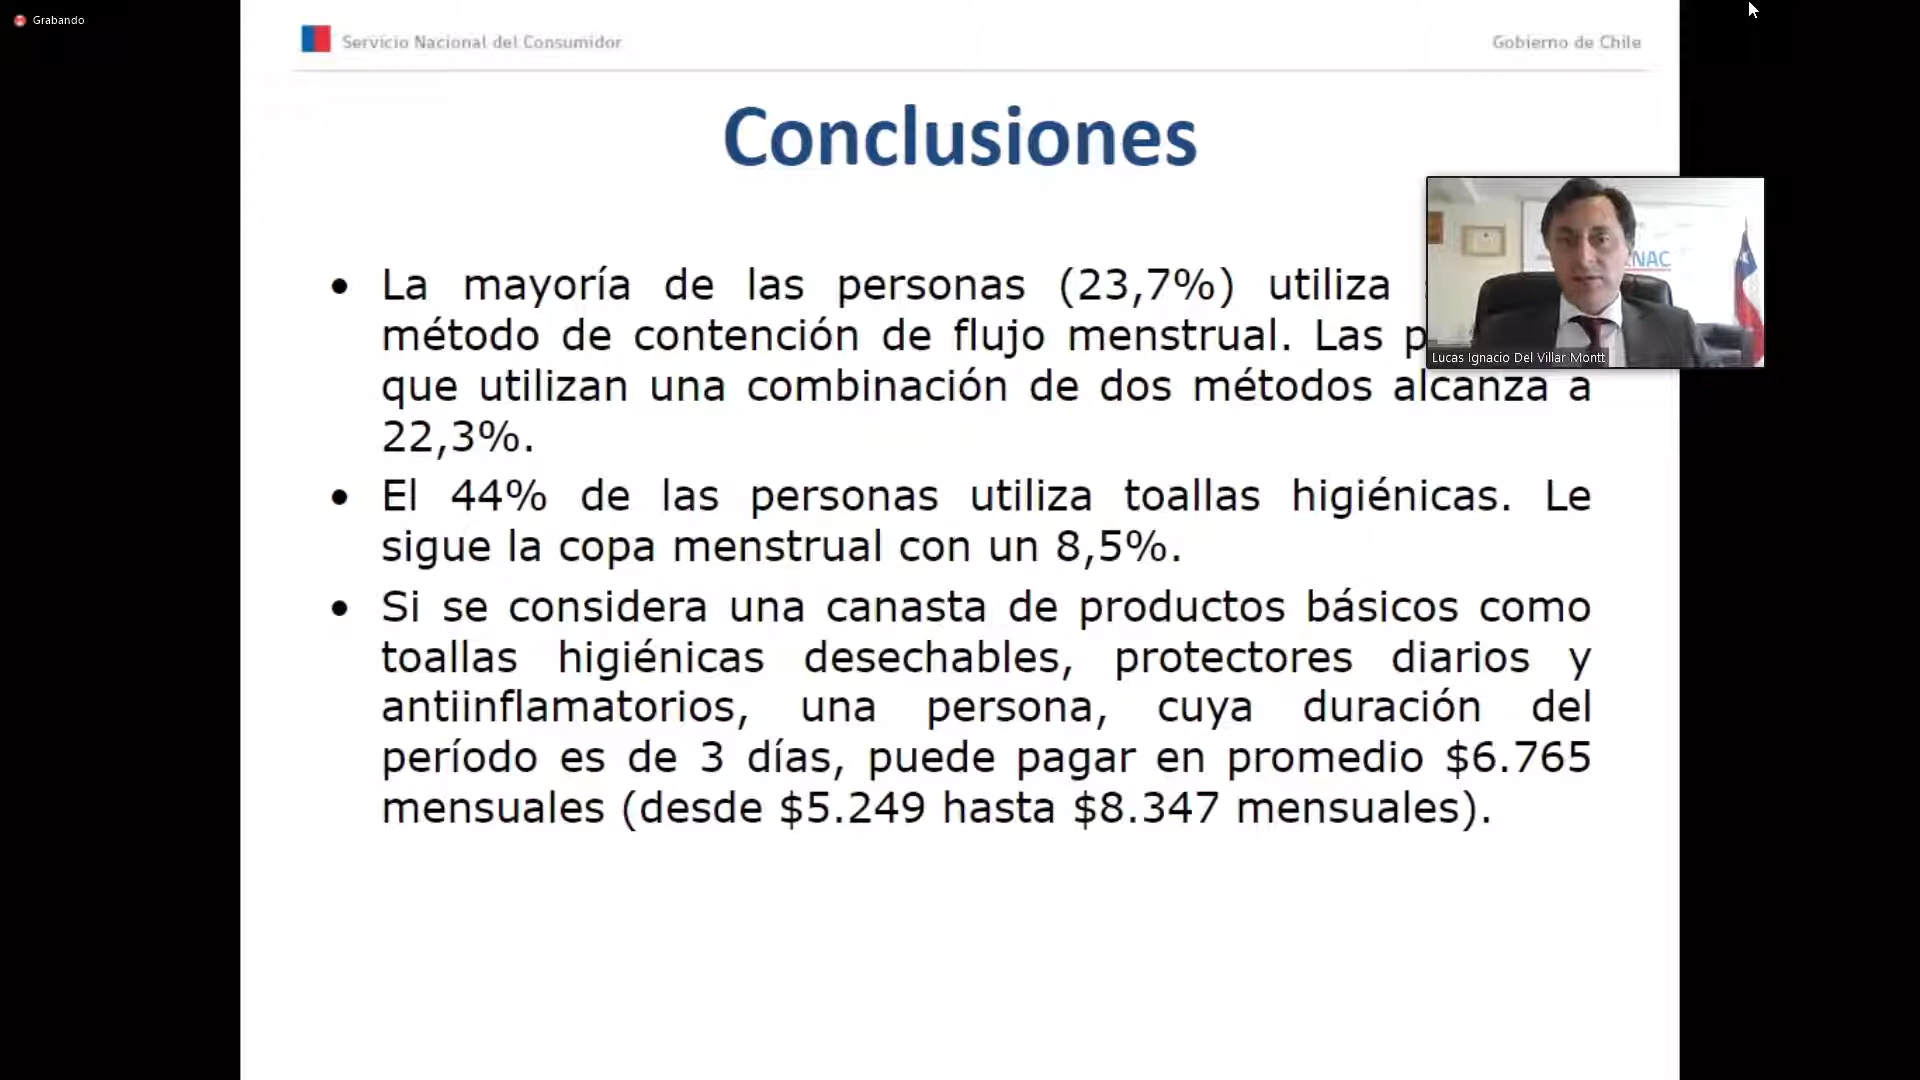 Grabando
Servicio Nacional del Consumidor
Gobierno de Chile
Conclusiones
• La mayoría de las personas (23,7%) utiliza
método de contención de flujo menstrual. Las
que utilizan una combinación de dos métodos alcanza a
22,3%.
• El 44% de las personas utiliza toallas higiénicas. Le
sigue la copa menstrual con un 8,5%.
• Si se considera una canasta de productos básicos como
toallas higiénicas desechables, protectores diarios y
antiinflamatorios, una persona, cuya duración del
período es de 3 días, puede pagar en promedio $6.765
mensuales (desde $5.249 hasta $8.347 mensuales).
NAC
Lucas Ignacio Del Villar Montt